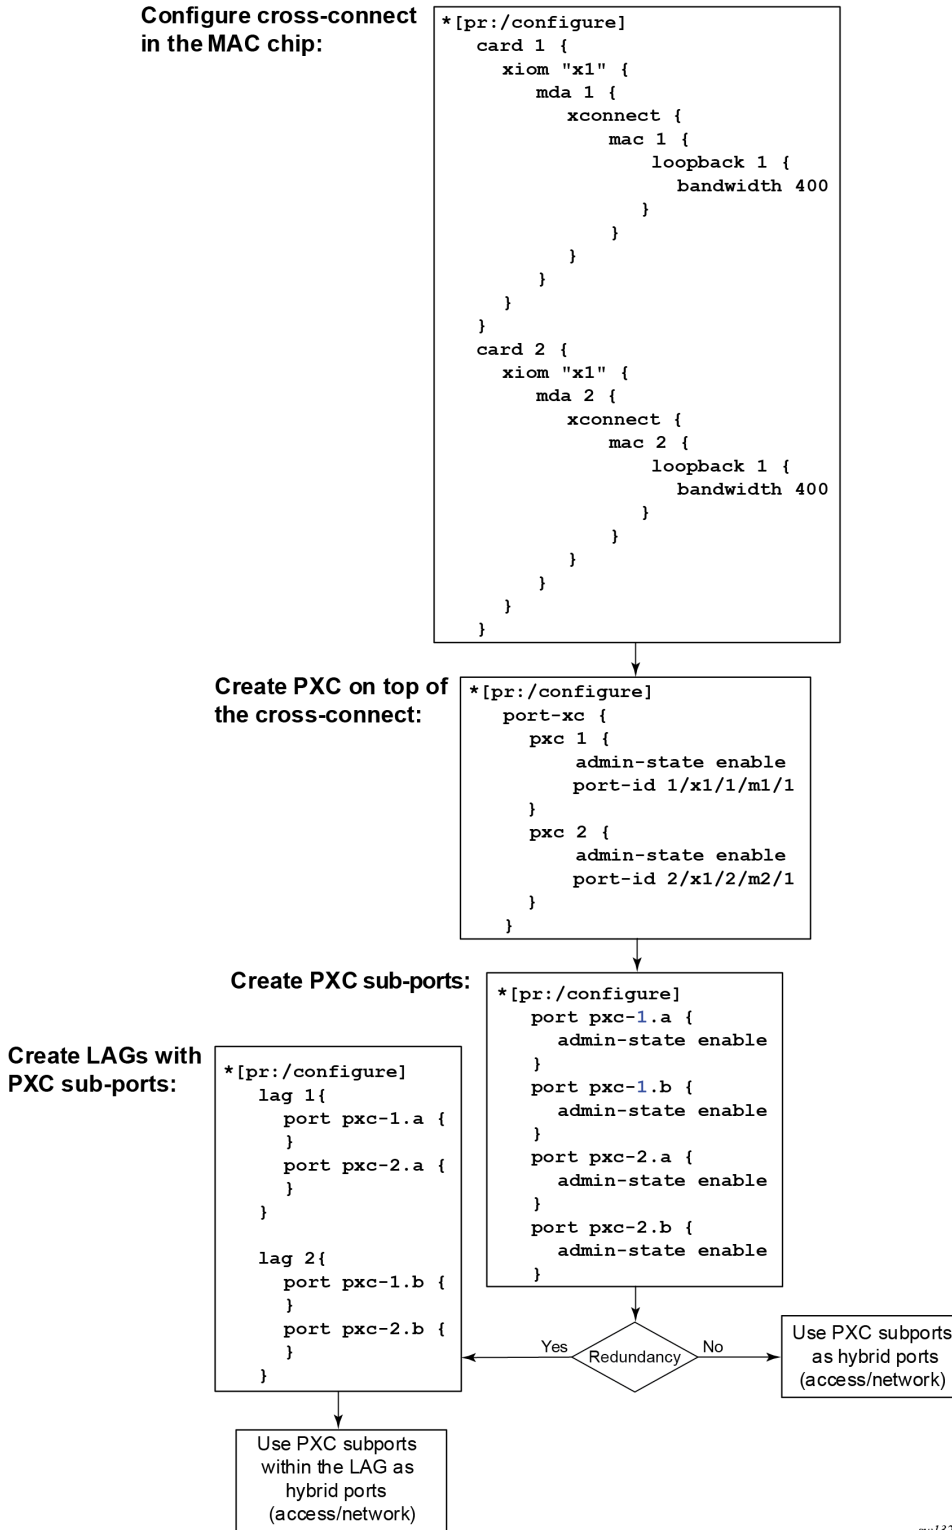 Configure cross-connect
in the MAC chip:
*[pr:/configure]
card 1 {
xiom "x1" {
mda 1 {
xconnect {
mac 1 {
loopback 1 {
bandwidth 400
}
}
}
}
}
}
card 2 {
xiom "x1" {
mda 2 {
xconnect {
mac 2 {
loopback 1 {
bandwidth 400
}
}
}
}
}
}
Create PXC on top of
the cross-connect:
*[pr:/configure]
port-xc {
pxc 1 {
admin-state enable
port-id 1/x1/1/m1/1
}
pxc 2 {
admin-state enable
port-id 2/x1/2/m2/1
}
}
Create PXC sub-ports:
*[pr:/configure]
port pxc-1.a {
admin-state enable
}
port pxc-1.b {
admin-state enable
}
port pxc-2.a {
admin-state enable
}
port pxc-2.b {
admin-state enable
}
Create LAGs with
PXC sub-ports:
*[pr:/configure]
lag 1{
port pxc-1.a {
}
port pxc-2.a {
}
}
lag 2{
port pxc-1.b {
}
port pxc-2.b {
}
}
Yes
Redundancy
No
Use PXC subports
as hybrid ports
(access/network)
Use PXC subports
within the LAG as
hybrid ports
(access/network)